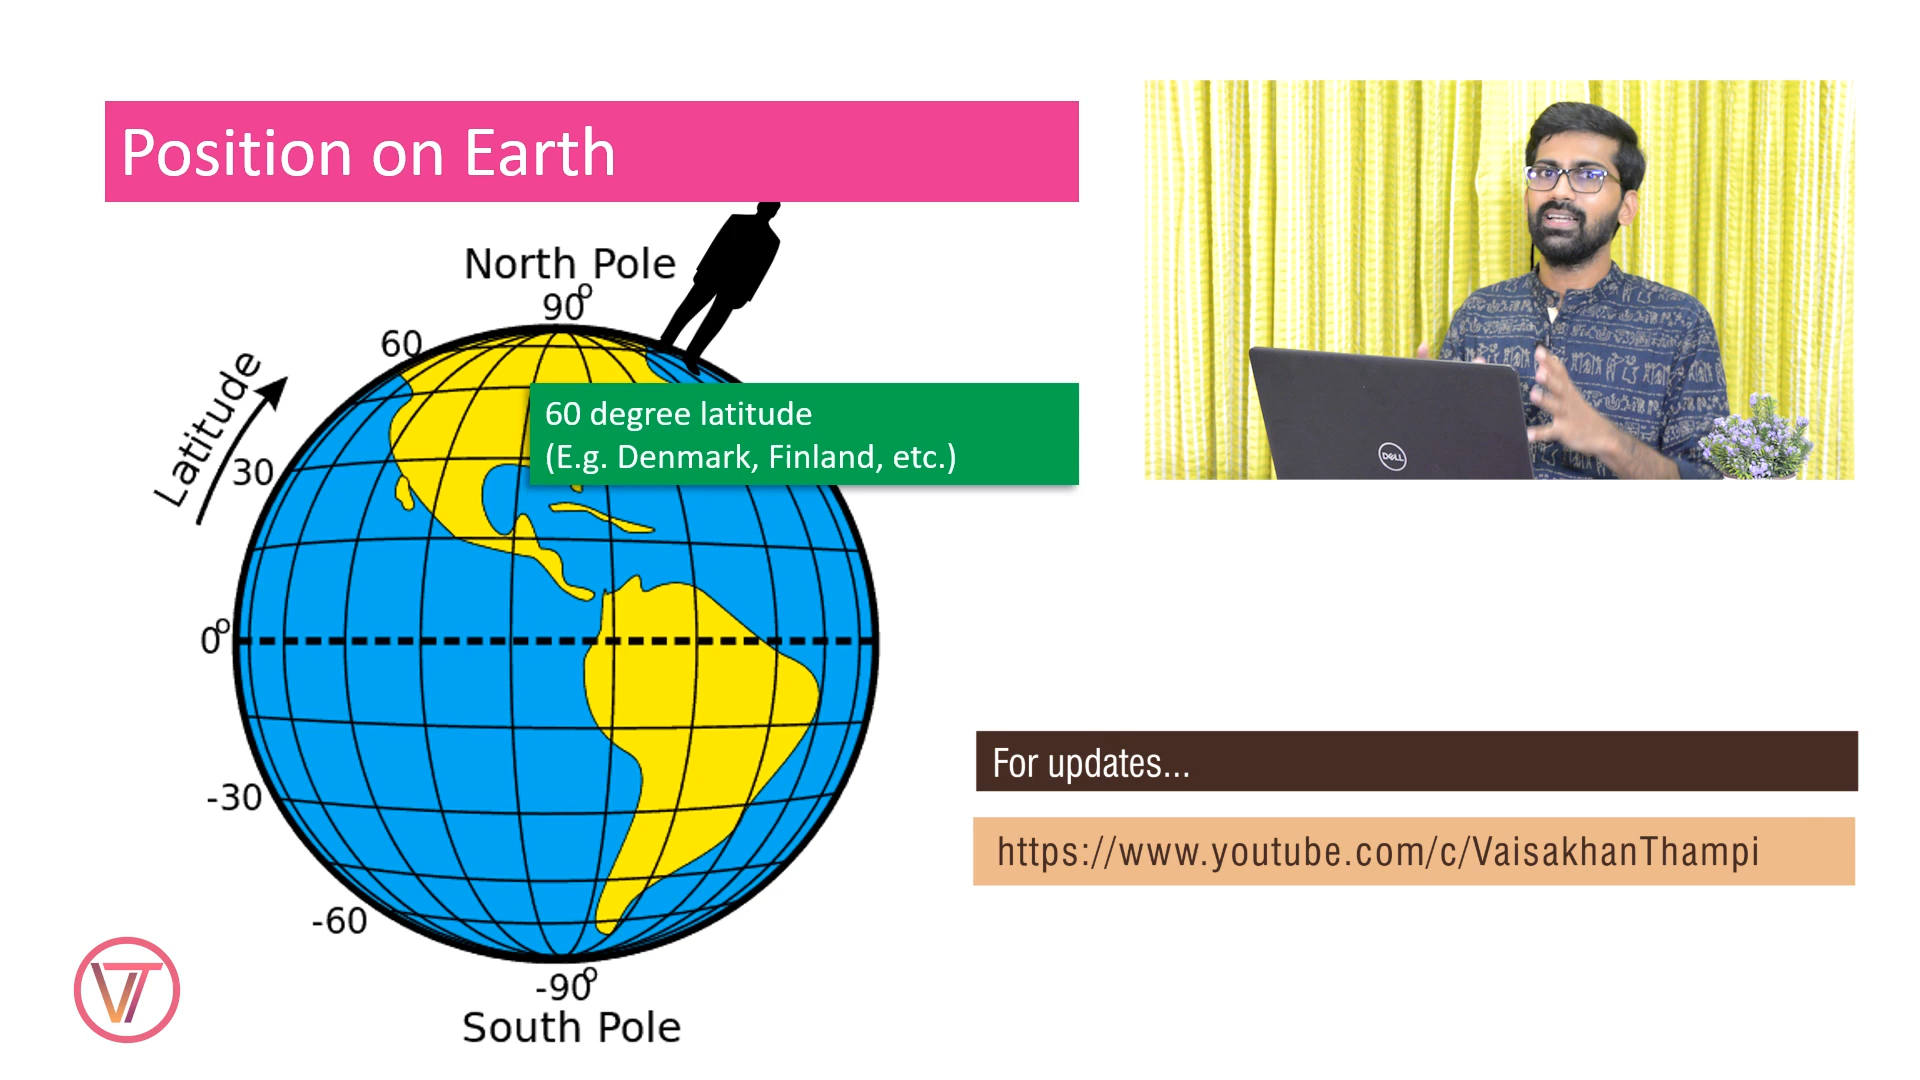 Position on Earth
North Pole
90°
60
Latitude
30
60 degree latitude
(E.g. Denmark, Finland, etc.)
0°
-30
-60
-90°
South Pole
VT
DELL
For updates...
https://www.youtube.com/c/VaisakhanThampi